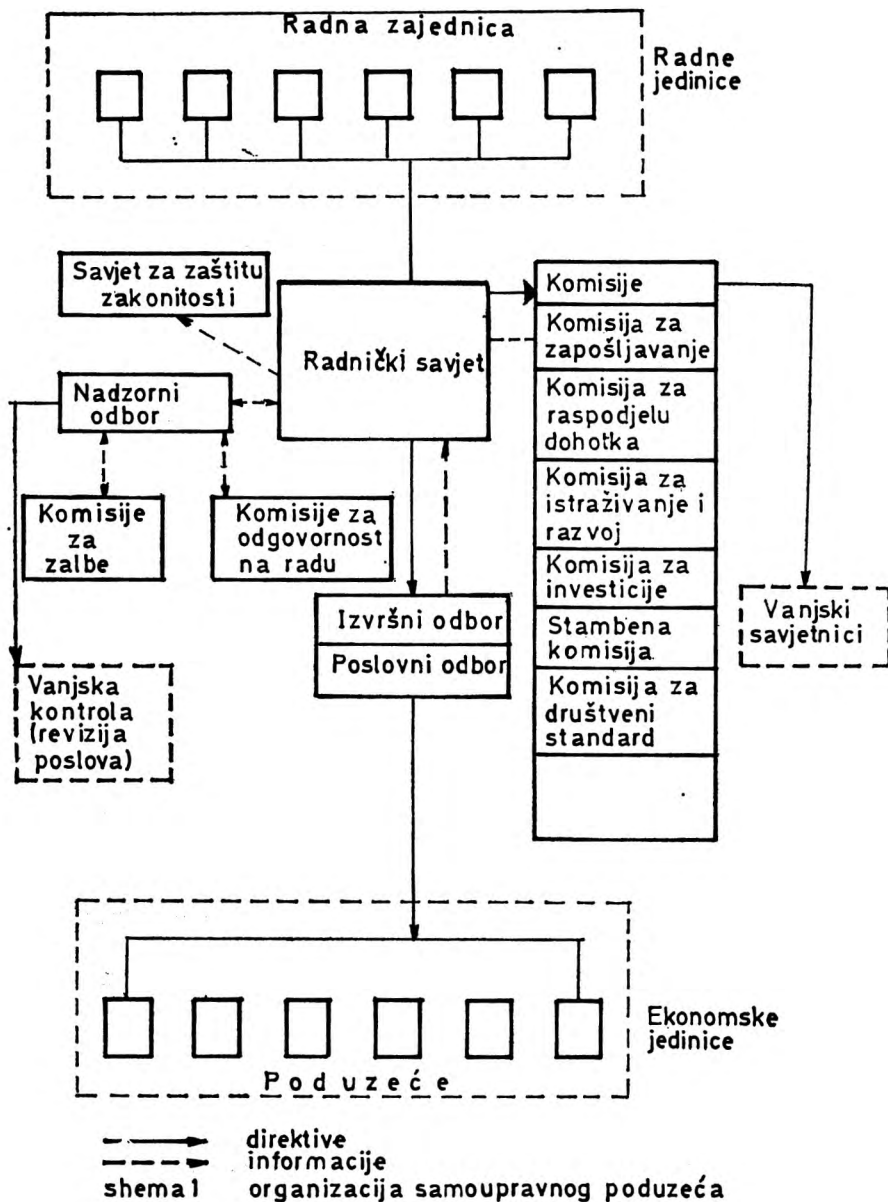 Radna zajednica
Radne
jedinice
Savjet za zaštitu
zakonitosti
Radnički savjet
Nadzorni
odbor
Komisije
za
zalbe
Komisije za
odgovornost
na radu
Izvršni odbor
Poslovni odbor
Vanjska
kontrola
(revizija
poslova)
Komisije
Komisija za
zapošljavanje
Komisija za
raspodjelu
dohotka
Komisija za
istraživanje i
razvoj
Komisija za
investicije
Stambena
komisija
Komisija za
društveni
standard
Vanjski
savjetnici
Ekonomske
jedinice
Poduzeće
direktive
informacije
shema1 organizacija samoupravnog poduzeća